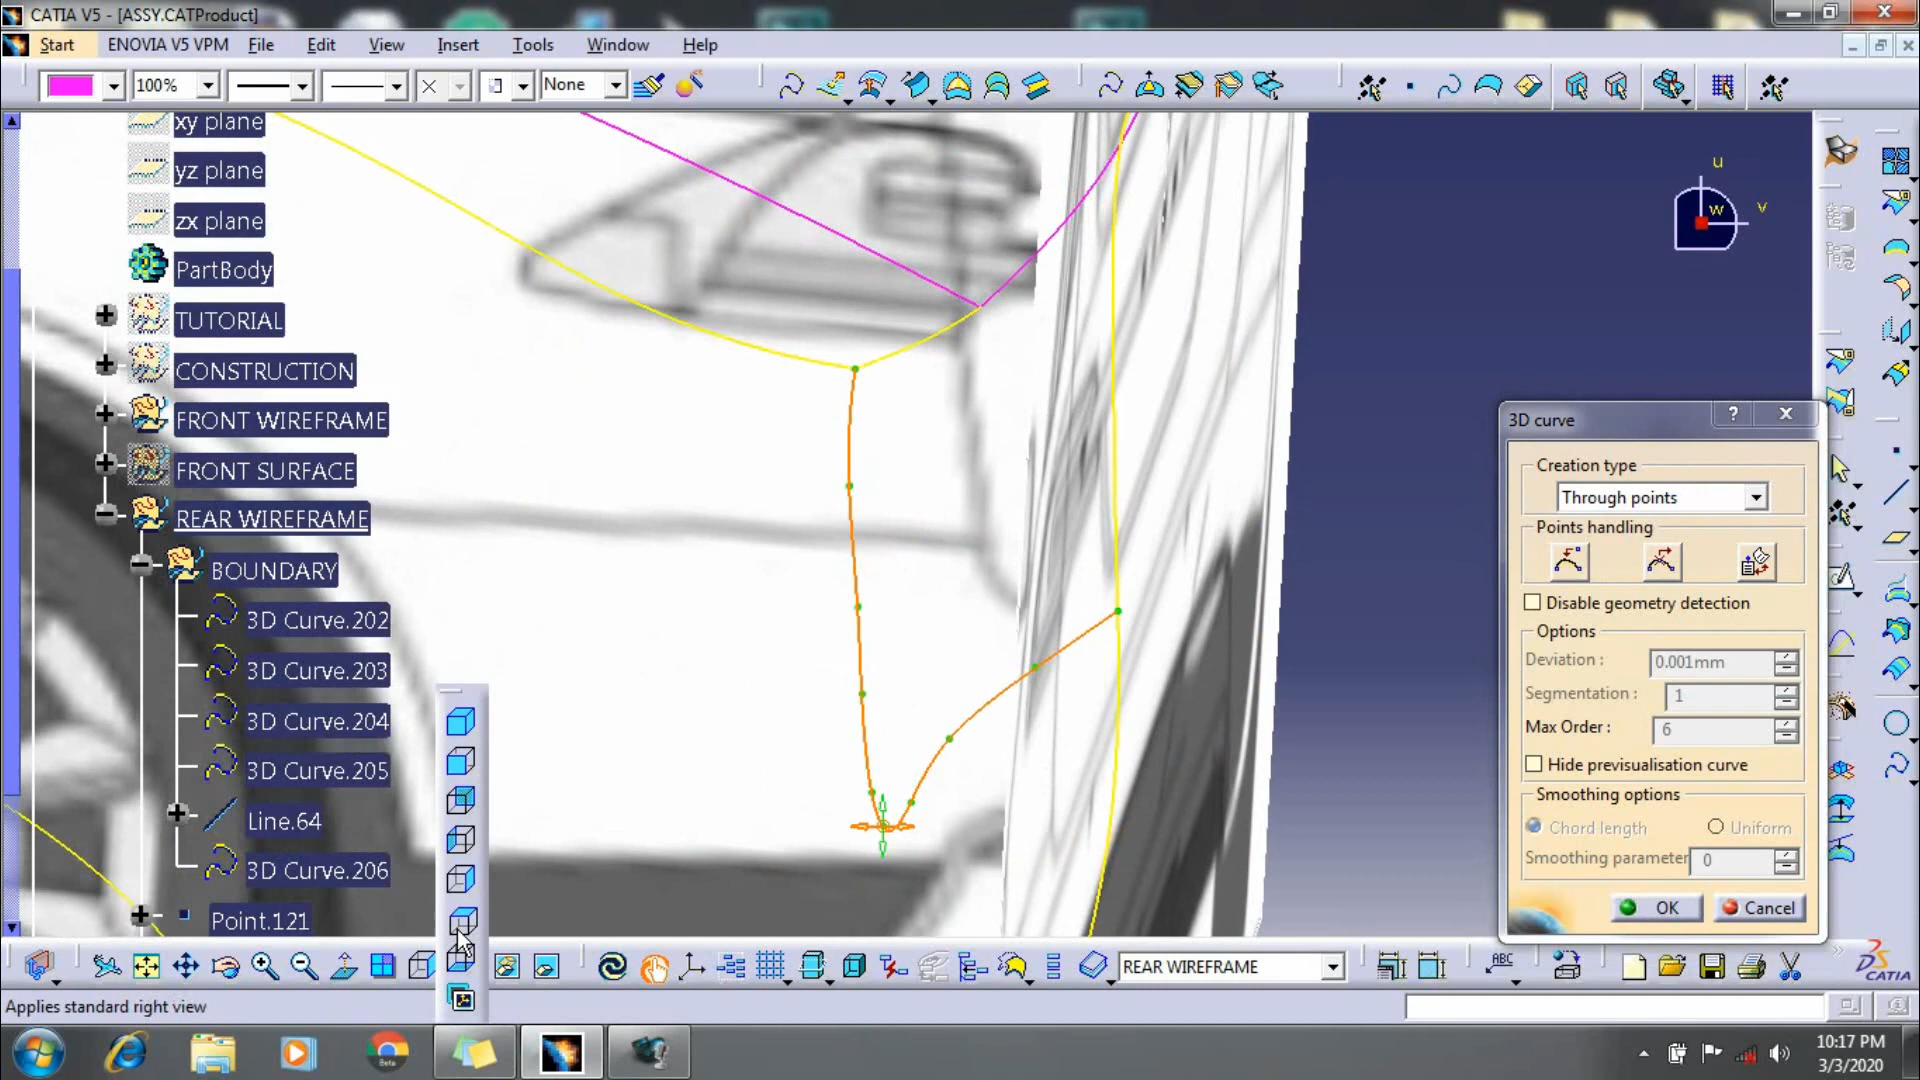 CATIA V5 - [ASSY.CATProduct]
Start
ENOVIA V5 VPM
File
Edit
View
Insert
Tools
Window
Help
100%
None
xy plane
yz plane
zx plane
PartBody
TUTORIAL
CONSTRUCTION
FRONT WIREFRAME
FRONT SURFACE
REAR WIREFRAME
BOUNDARY
3D Curve.202
3D Curve.203
3D Curve.204
3D Curve.205
Line.64
3D Curve.206
Point.121
u
w
v
3D curve
?
Creation type
Through points
Points handling
Disable geometry detection
Options
Deviation :
0.001mm
Segmentation :
1
Max Order :
6
Hide previsualisation curve
Smoothing options
Chord length
Uniform
Smoothing parameter
0
OK
Cancel
REAR WIREFRAME
ABC
CATIA
Applies standard right view
Beta
10:17 PM
3/3/2020